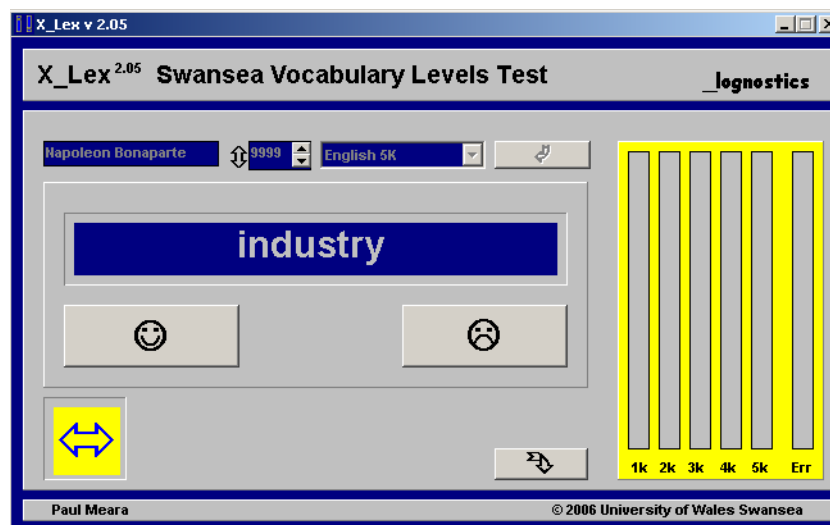 X_Lex v 2.05
X_Lex 2.05 Swansea Vocabulary Levels Test
_lognostics
Napoleon Bonaparte 9999 English 5K
industry
1k 2k 3k 4k 5k Err
Paul Meara © 2006 University of Wales Swansea